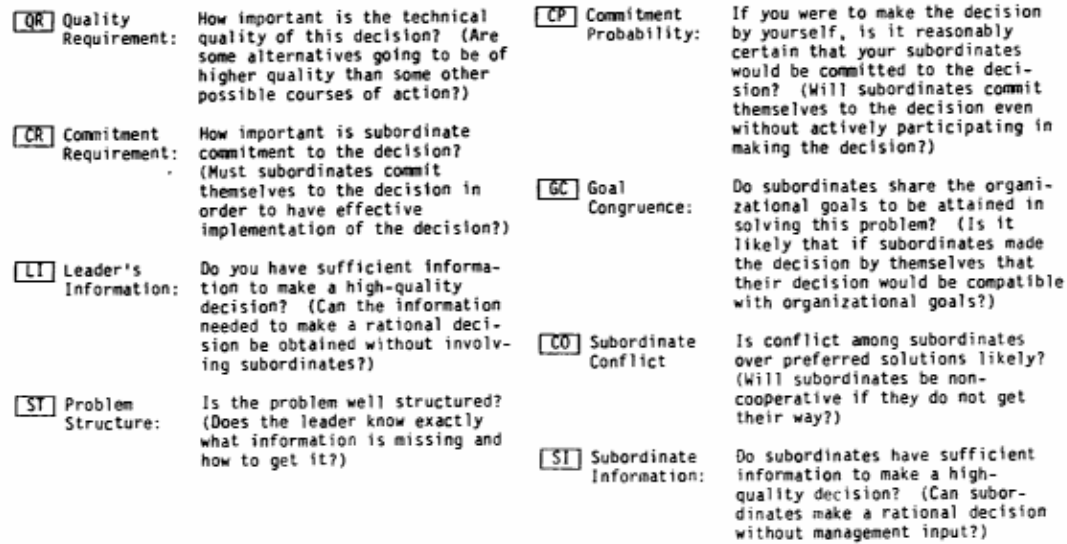 QR Quality
Requirement:
How important is the technical
quality of this decision? (Are
some alternatives going to be of
higher quality than some other
possible courses of action?)
CR Commitment
Requirement:
How important is subordinate
commitment to the decision?
(Must subordinates commit
themselves to the decision in
order to have effective
implementation of the decision?)
LI Leader's
Information:
Do you have sufficient informa-
tion to make a high-quality
decision? (Can the information
needed to make a rational deci-
sion be obtained without involv-
ing subordinates?)
ST Problem
Structure:
Is the problem well structured?
(Does the leader know exactly
what information is missing and
how to get it?)
CP Commitment
Probability:
If you were to make the decision
by yourself, is it reasonably
certain that your subordinates
would be committed to the deci-
sion? (Will subordinates commit
themselves to the decision even
without actively participating in
making the decision?)
GC Goal
Congruence:
Do subordinates share the organi-
zational goals to be attained in
solving this problem? (Is it
likely that if subordinates made
the decision by themselves that
their decision would be compatible
with organizational goals?)
CO Subordinate
Conflict
Is conflict among subordinates
over preferred solutions likely?
(Will subordinates be non-
cooperative if they do not get
their way?)
SI Subordinate
Information:
Do subordinates have sufficient
information to make a high-
quality decision? (Can subor-
dinates make a rational decision
without management input?)